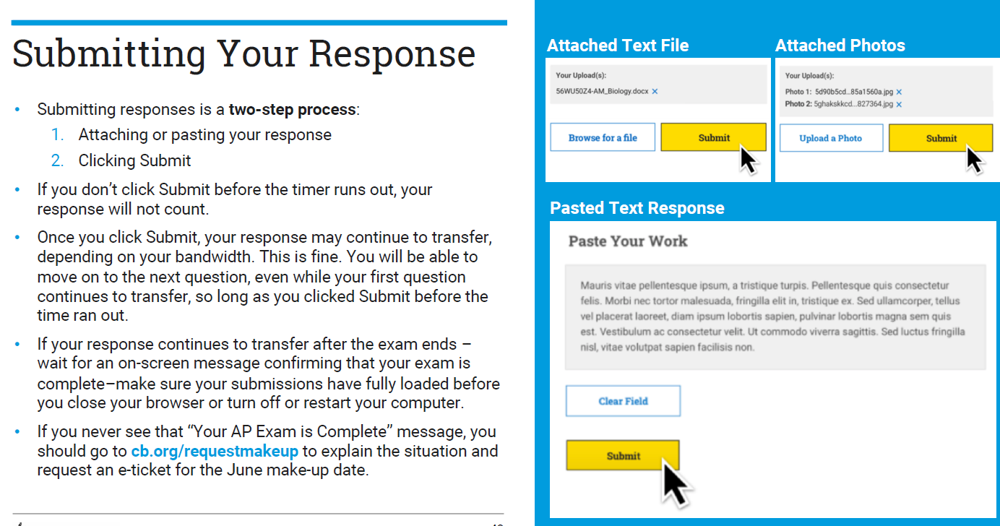 Submitting Your Response
• Submitting responses is a two-step process:
1. Attaching or pasting your response
2. Clicking Submit
• If you don’t click Submit before the timer runs out, your
response will not count.
• Once you click Submit, your response may continue to transfer,
depending on your bandwidth. This is fine. You will be able to
move on to the next question, even while your first question
continues to transfer, so long as you clicked Submit before the
time ran out.
• If your response continues to transfer after the exam ends –
wait for an on-screen message confirming that your exam is
complete–make sure your submissions have fully loaded before
you close your browser or turn off or restart your computer.
• If you never see that “Your AP Exam is Complete” message, you
should go to cb.org/requestmakeup to explain the situation and
request an e-ticket for the June make-up date.
Attached Text File
Your Upload(s):
56WU50Z4-AM_Biology.docx ×
Browse for a file
Submit
Attached Photos
Your Upload(s):
Photo 1: 5d90b5cd...85a1560a.jpg ×
Photo 2: 5ghakskkcd...827364.jpg ×
Upload a Photo
Submit
Pasted Text Response
Paste Your Work
Mauris vitae pellentesque ipsum, a tristique turpis. Pellentesque quis consectetur
felis. Morbi nec tortor malesuada, fringilla elit in, tristique ex. Sed ullamcorper, tellus
vel placerat laoreet, diam ipsum lobortis sapien, pulvinar lobortis magna sem quis
est. Vestibulum ac consectetur velit. Ut commodo viverra sagittis. Sed luctus fringilla
nisl, vitae volutpat sapien facilisis non.
Clear Field
Submit